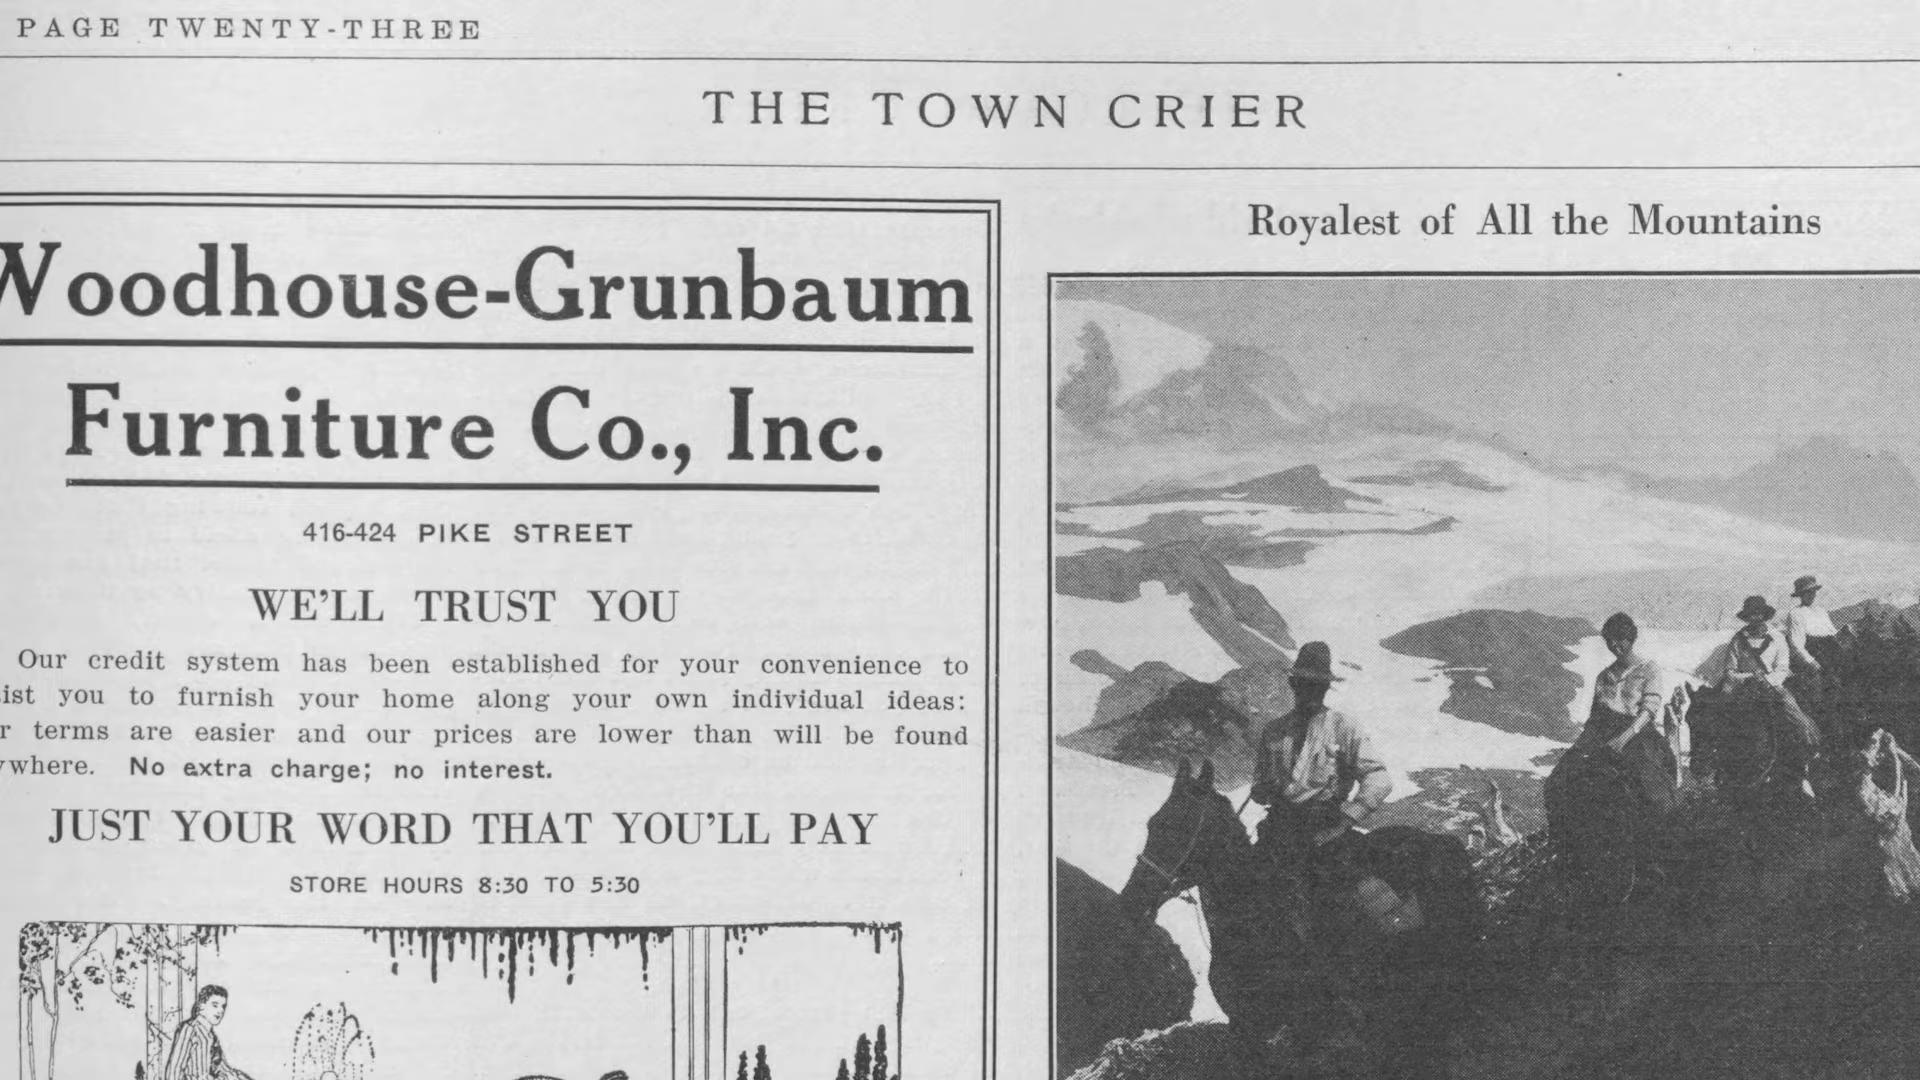 PAGE TWENTY-THREE
THE TOWN CRIER
Woodhouse-Grunbaum
Furniture Co., Inc.
416-424 PIKE STREET
WE'LL TRUST YOU
Our credit system has been established for your convenience to
you to furnish your home along your own individual ideas:
terms are easier and our prices are lower than will be found
No extra charge; no interest.
JUST YOUR WORD THAT YOU'LL PAY
STORE HOURS 8:30 TO 5:30
Royalest of All the Mountains